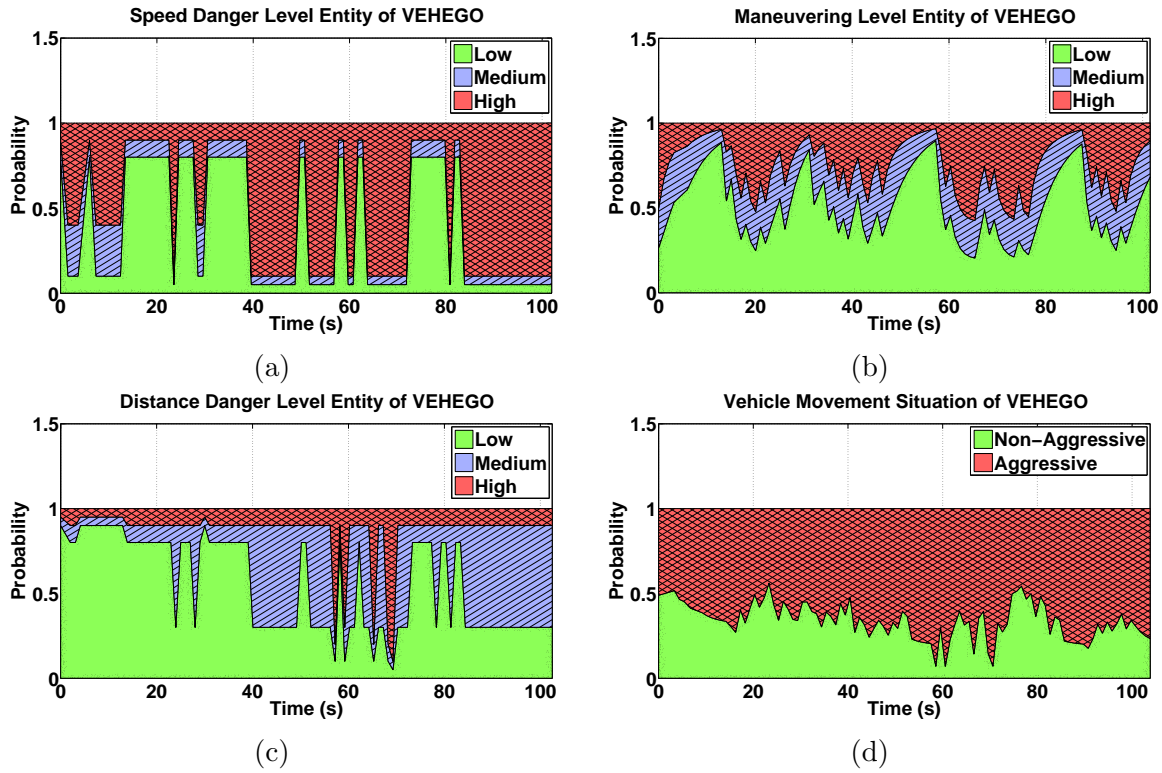 Speed Danger Level Entity of VEHEGO
1.5
1
0.5
0
Probability
Low
Medium
High
0 20 40 60 80 100
Time (s)
(a)
Maneuvering Level Entity of VEHEGO
1.5
1
0.5
0
Probability
Low
Medium
High
0 20 40 60 80 100
Time (s)
(b)
Distance Danger Level Entity of VEHEGO
1.5
1
0.5
0
Probability
Low
Medium
High
0 20 40 60 80 100
Time (s)
(c)
Vehicle Movement Situation of VEHEGO
1.5
1
0.5
0
Probability
Non−Aggressive
Aggressive
0 20 40 60 80 100
Time (s)
(d)